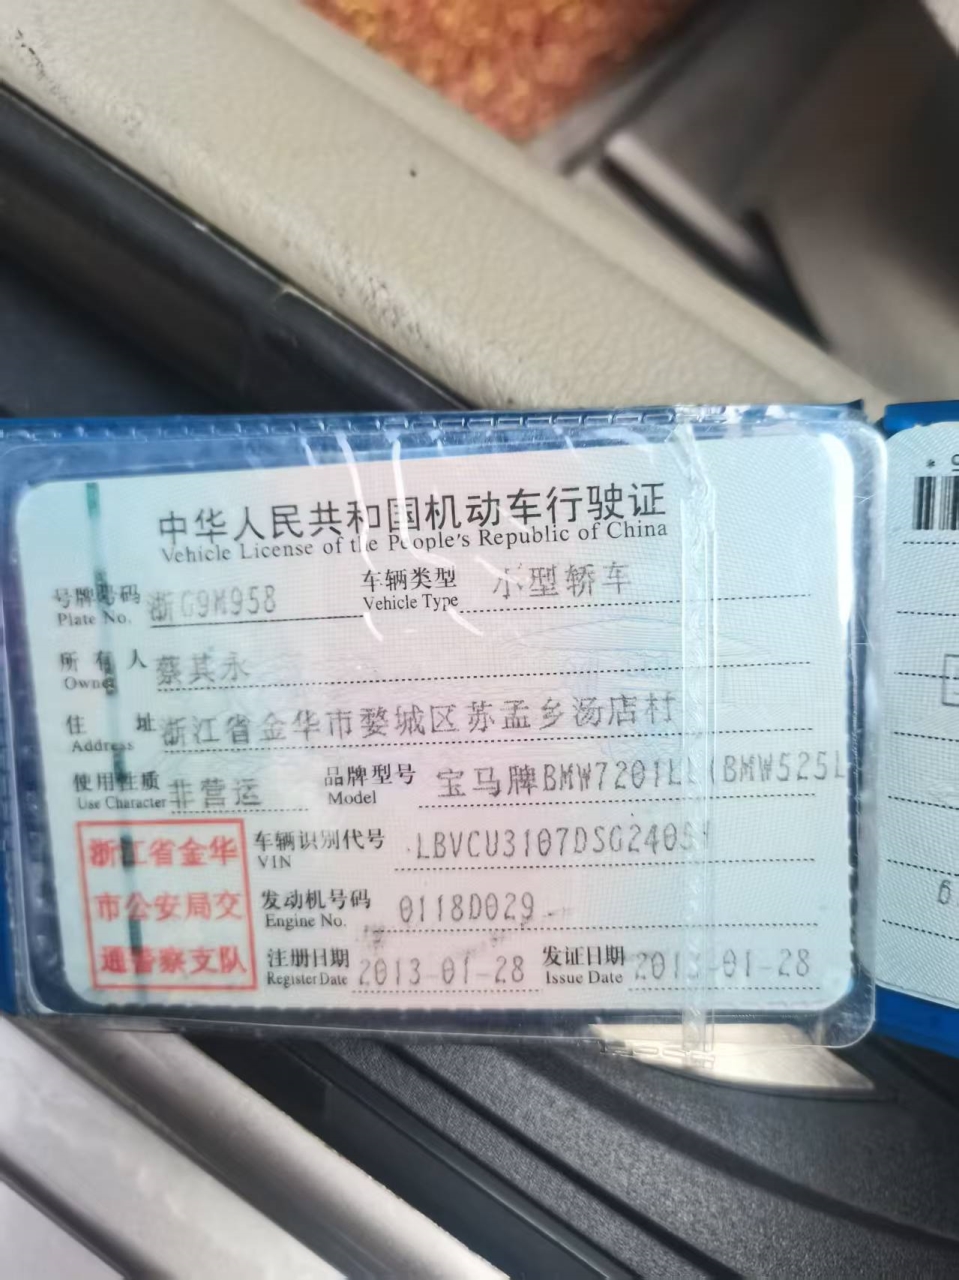 中华人民共和国机动车行驶证
Vehicle License of the People's Republic of China
号牌号码 浙G9M958 车辆类型 小型轿车
Plate No. Vehicle Type
所有人 蔡其永
Owner
住址 浙江省金华市婺城区苏孟乡汤店村
Address
使用性质 非营运 品牌型号 宝马牌BMW7201LL(BMW525L
Use Character Model
浙江省金华
市公安局交
通警察支队
车辆识别代号
VIN
发动机号码 0118D029
Engine No.
注册日期 2013-01-28 发证日期 2013-01-28
Register Date Issue Date